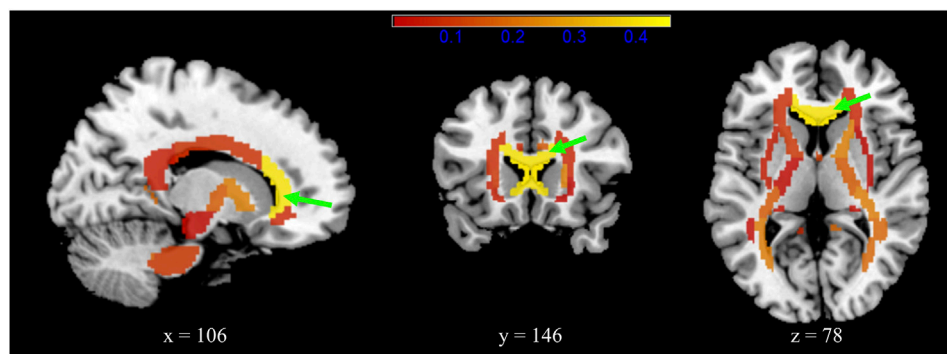 0.1 0.2 0.3 0.4
x = 106 y = 146 z = 78